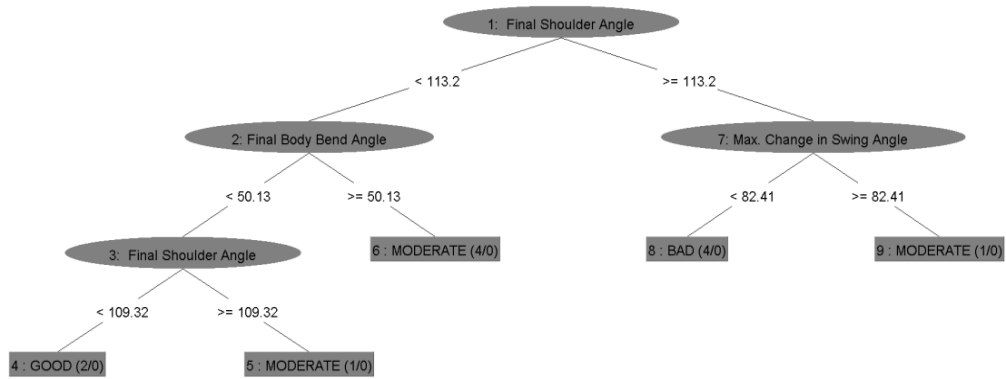 1: Final Shoulder Angle
< 113.2
>= 113.2
2: Final Body Bend Angle
7: Max. Change in Swing Angle
< 50.13
>= 50.13
< 82.41
>= 82.41
3: Final Shoulder Angle
6 : MODERATE (4/0)
8 : BAD (4/0)
9 : MODERATE (1/0)
< 109.32
>= 109.32
4 : GOOD (2/0)
5 : MODERATE (1/0)